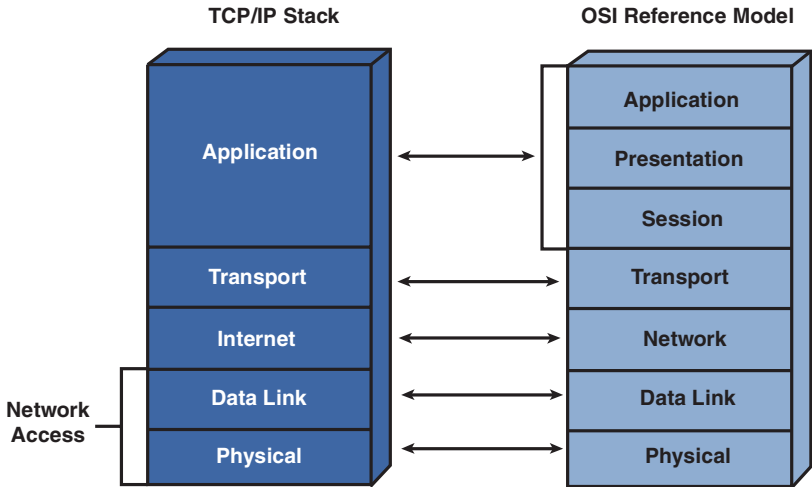 TCP/IP Stack
OSI Reference Model
Application
Transport
Internet
Data Link
Physical
Network
Access
Application
Presentation
Session
Transport
Network
Data Link
Physical